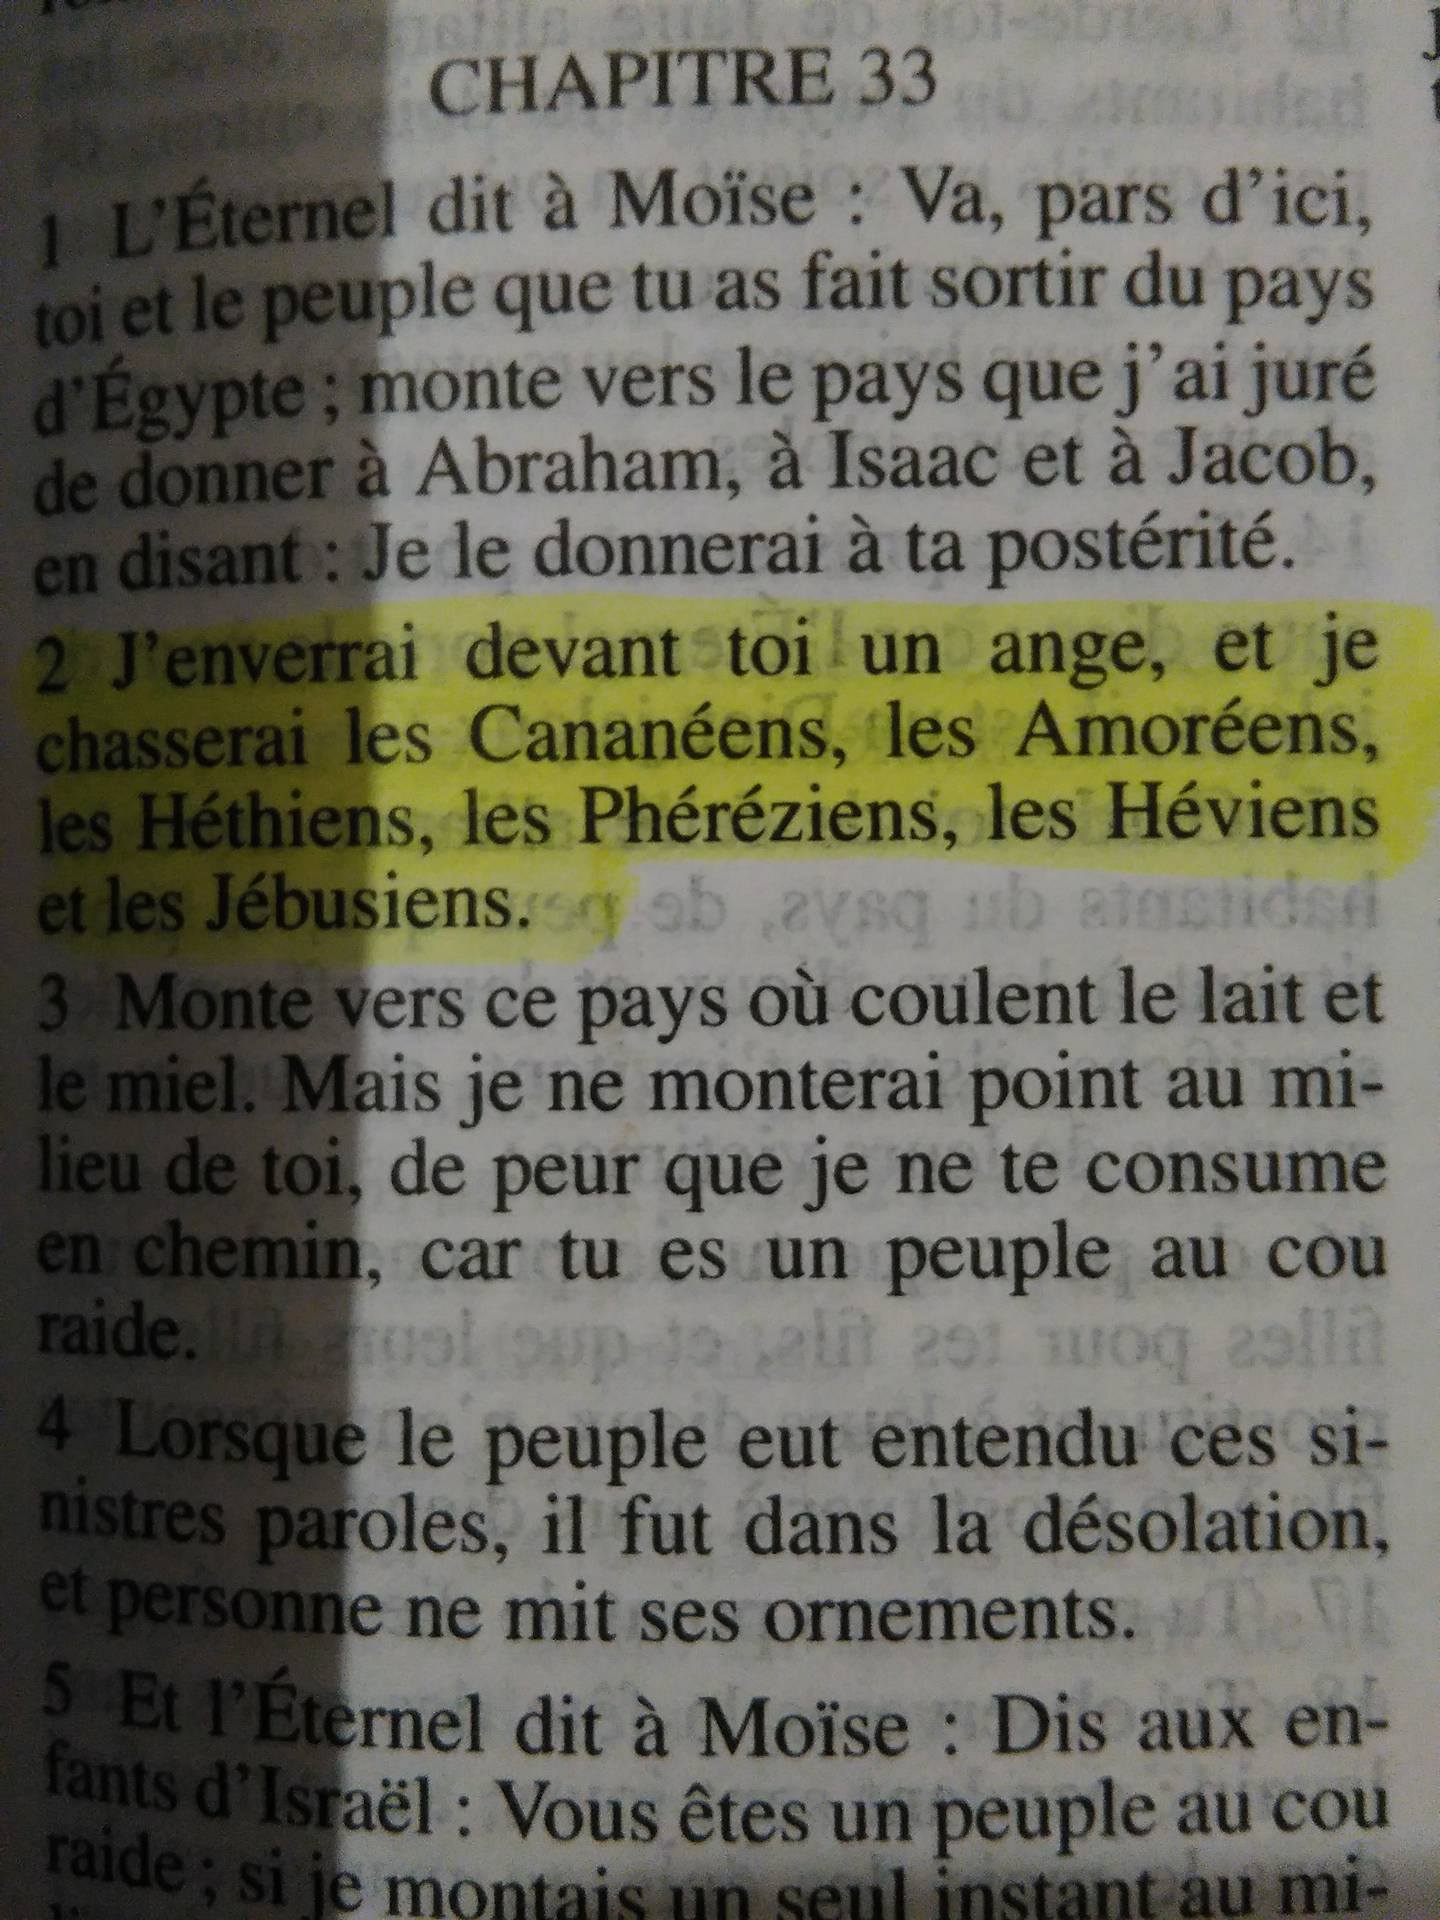 CHAPITRE 33
1 L'Éternel dit à Moïse : Va, pars d'ici,
toi et le peuple que tu as fait sortir du pays
d'Égypte ; monte vers le pays que j'ai juré
de donner à Abraham, à Isaac et à Jacob,
en disant : Je le donnerai à ta postérité.
2 J'enverrai devant toi un ange, et je
chasserai les Cananéens, les Amoréens,
les Héthiens, les Phéréziens, les Héviens
et les Jébusiens.
3 Monte vers ce pays où coulent le lait et
le miel. Mais je ne monterai point au mi-
lieu de toi, de peur que je ne te consume
en chemin, car tu es un peuple au cou
raide.
4 Lorsque le peuple eut entendu ces si-
nistres paroles, il fut dans la désolation,
et personne ne mit ses ornements.
5 Et l'Éternel dit à Moïse : Dis aux en-
fants d'Israël : Vous êtes un peuple au cou
raide ; si je montais un seul instant au mi-